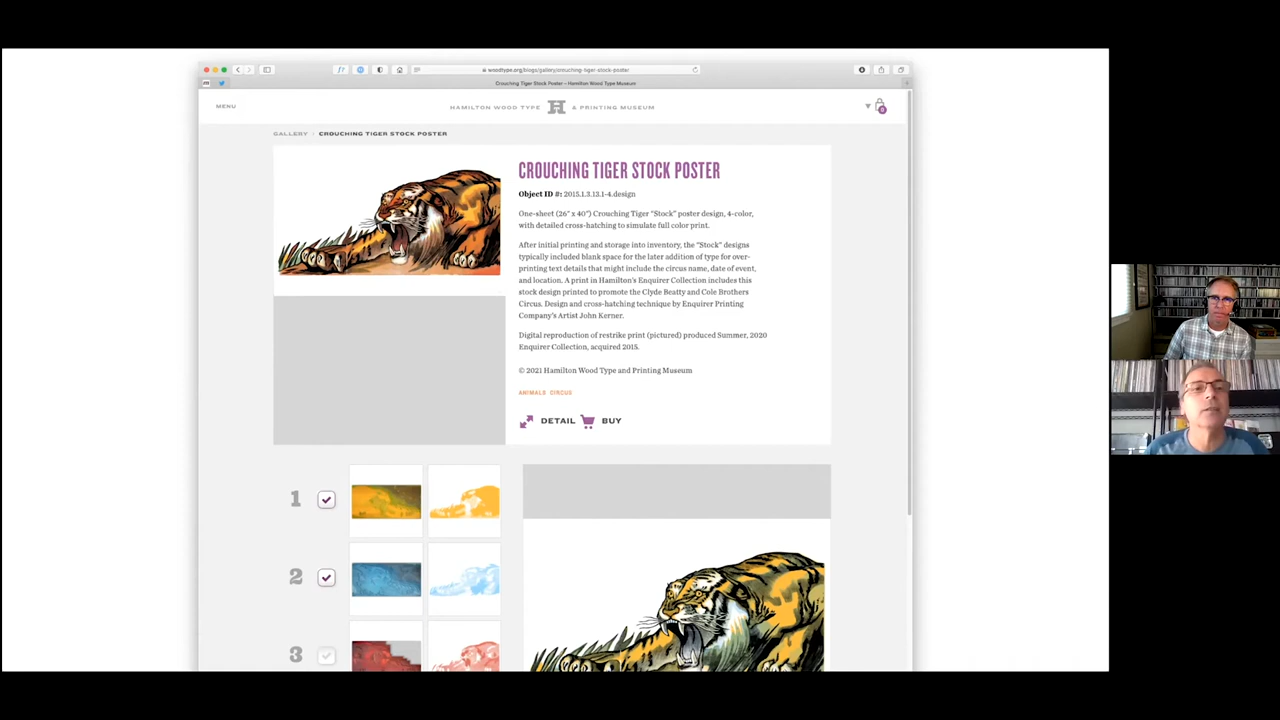 woodtype.org/blogs/gallery/crouching-tiger-stock-poster
Crouching Tiger Stock Poster – Hamilton Wood Type Museum
MENU
HAMILTON WOOD TYPE H & PRINTING MUSEUM
0
GALLERY › CROUCHING TIGER STOCK POSTER
CROUCHING TIGER STOCK POSTER
Object ID #: 2015.1.3.13.1-4.design
One-sheet (26" x 40") Crouching Tiger "Stock" poster design, 4-color,
with detailed cross-hatching to simulate full color print.
After initial printing and storage into inventory, the "Stock" designs
typically included blank space for the later addition of type for over-
printing text details that might include the circus name, date of event,
and location. A print in Hamilton's Enquirer Collection includes this
stock design printed to promote the Clyde Beatty and Cole Brothers
Circus. Design and cross-hatching technique by Enquirer Printing
Company's Artist John Kerner.
Digital reproduction of restrike print (pictured) produced Summer, 2020
Enquirer Collection, acquired 2015.
© 2021 Hamilton Wood Type and Printing Museum
ANIMALS CIRCUS
DETAIL BUY
1
2
3